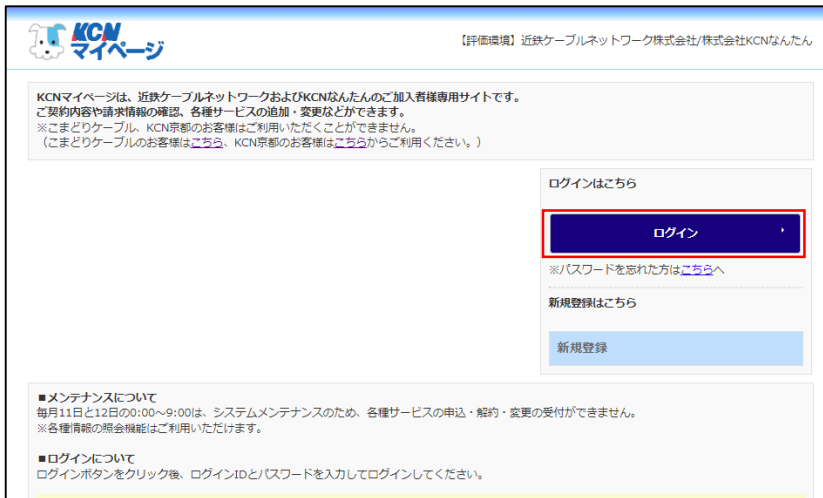 KCN
マイページ
【評価環境】近鉄ケーブルネットワーク株式会社/株式会社KCNなんたん
KCNマイページは、近鉄ケーブルネットワークおよびKCNなんたんのご加入者様専用サイトです。
ご契約内容や請求情報の確認、各種サービスの追加・変更などができます。
※こまどりケーブル、KCN京都のお客様はご利用いただくことができません。
（こまどりケーブルのお客様はこちら、KCN京都のお客様はこちらからご利用ください。）
ログインはこちら
ログイン
※パスワードを忘れた方はこちらへ
新規登録はこちら
新規登録
■メンテナンスについて
毎月11日と12日の0:00～9:00は、システムメンテナンスのため、各種サービスの申込・解約・変更の受付ができません。
※各種情報の照会機能はご利用いただけます。
■ログインについて
ログインボタンをクリック後、ログインIDとパスワードを入力してログインしてください。